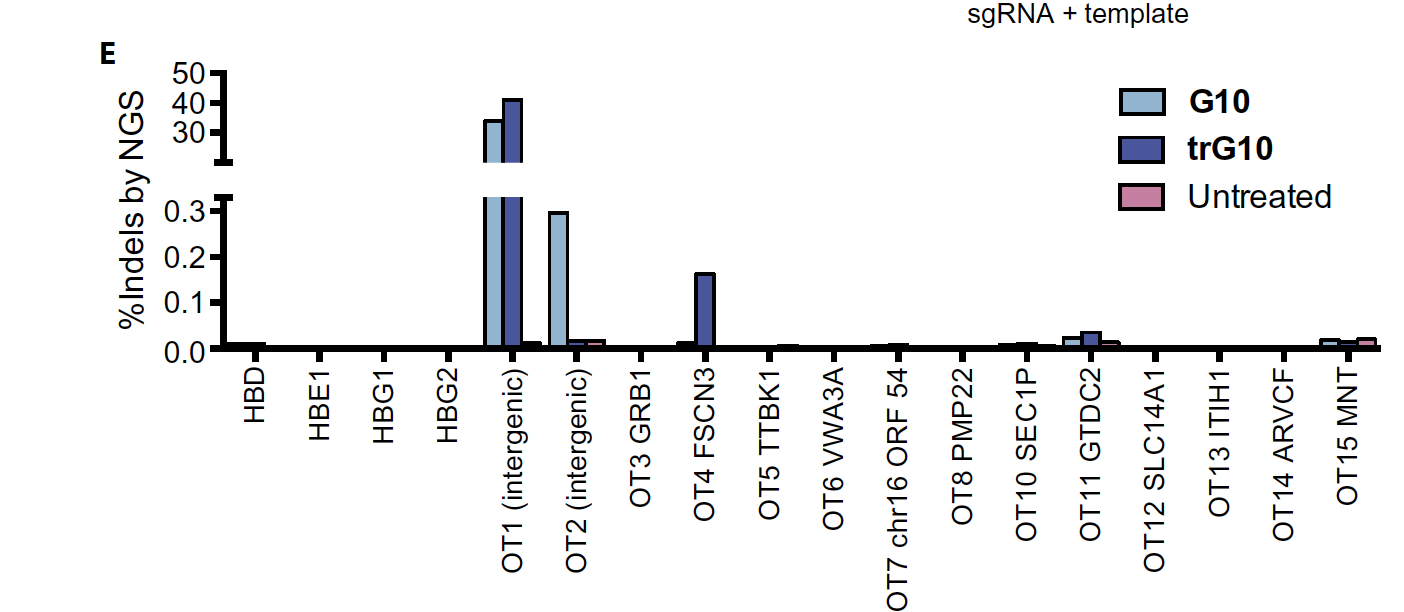 sgRNA + template
E
%Indels by NGS
50
40
30
0.3
0.2
0.1
0.0
G10
trG10
Untreated
HBD
HBE1
HBG1
HBG2
OT1 (intergenic)
OT2 (intergenic)
OT3 GRB1
OT4 FSCN3
OT5 TTBK1
OT6 VWA3A
OT7 chr16 ORF 54
OT8 PMP22
OT10 SEC1P
OT11 GTDC2
OT12 SLC14A1
OT13 ITIH1
OT14 ARVCF
OT15 MNT